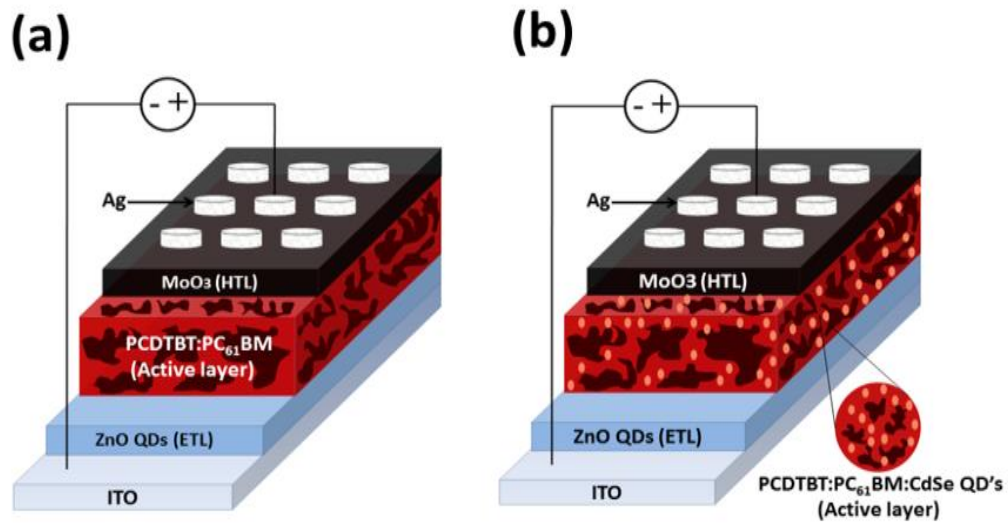 (a)
- +
Ag
MoO3 (HTL)
PCDTBT:PC₆₁BM
(Active layer)
ZnO QDs (ETL)
ITO
(b)
- +
Ag
MoO3 (HTL)
ZnO QDs (ETL)
ITO
PCDTBT:PC₆₁BM:CdSe QD's
(Active layer)